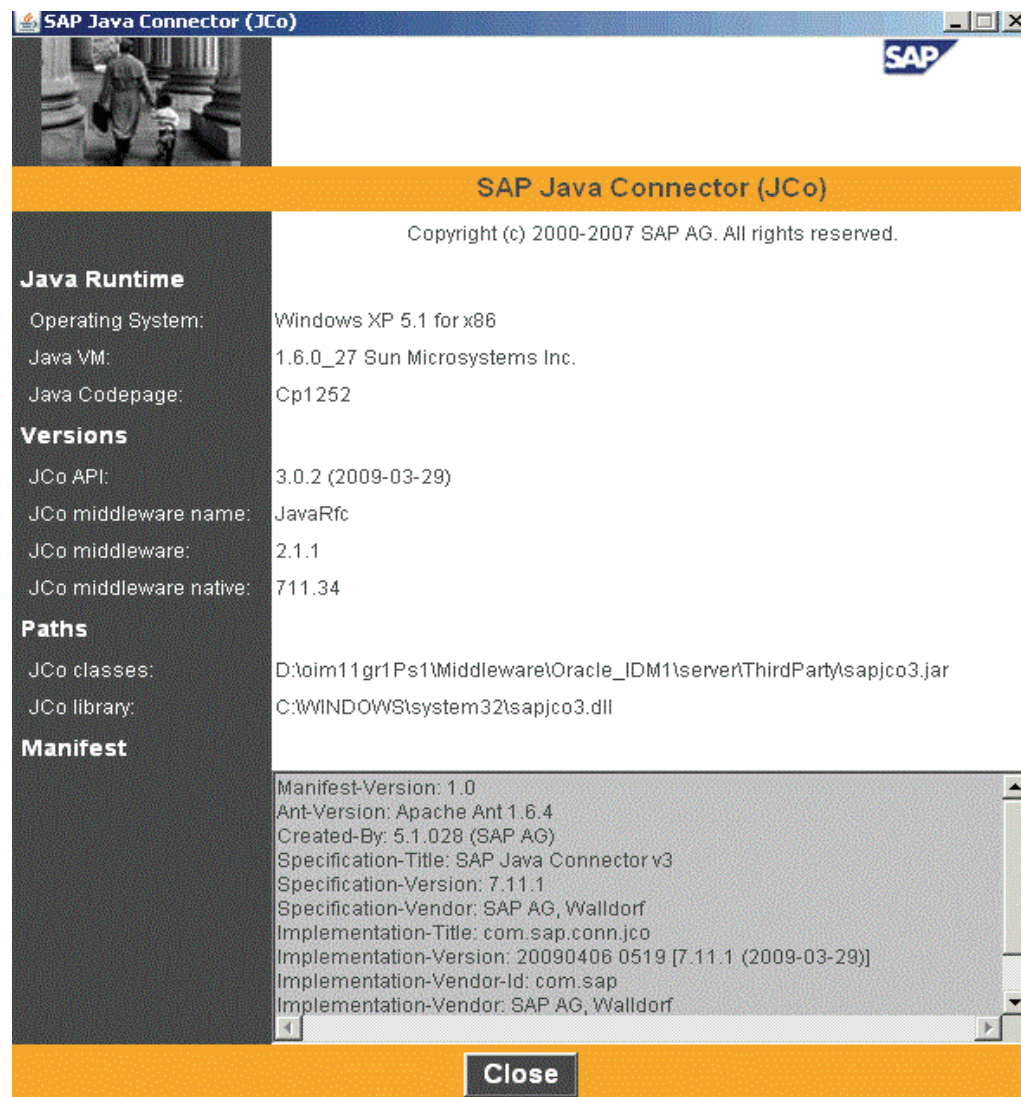 SAP Java Connector (JCo)
SAP
SAP Java Connector (JCo)
Copyright (c) 2000-2007 SAP AG. All rights reserved.
Java Runtime
Operating System: Windows XP 5.1 for x86
Java VM: 1.6.0_27 Sun Microsystems Inc.
Java Codepage: Cp1252
Versions
JCo API: 3.0.2 (2009-03-29)
JCo middleware name: JavaRfc
JCo middleware: 2.1.1
JCo middleware native: 711.34
Paths
JCo classes: D:\oim11gr1Ps1\Middleware\Oracle_IDM1\server\ThirdParty\sapjco3.jar
JCo library: C:\WINDOWS\system32\sapjco3.dll
Manifest
Manifest-Version: 1.0
Ant-Version: Apache Ant 1.6.4
Created-By: 5.1.028 (SAP AG)
Specification-Title: SAP Java Connector v3
Specification-Version: 7.11.1
Specification-Vendor: SAP AG, Walldorf
Implementation-Title: com.sap.conn.jco
Implementation-Version: 20090406 0519 [7.11.1 (2009-03-29)]
Implementation-Vendor-Id: com.sap
Implementation-Vendor: SAP AG, Walldorf
Close